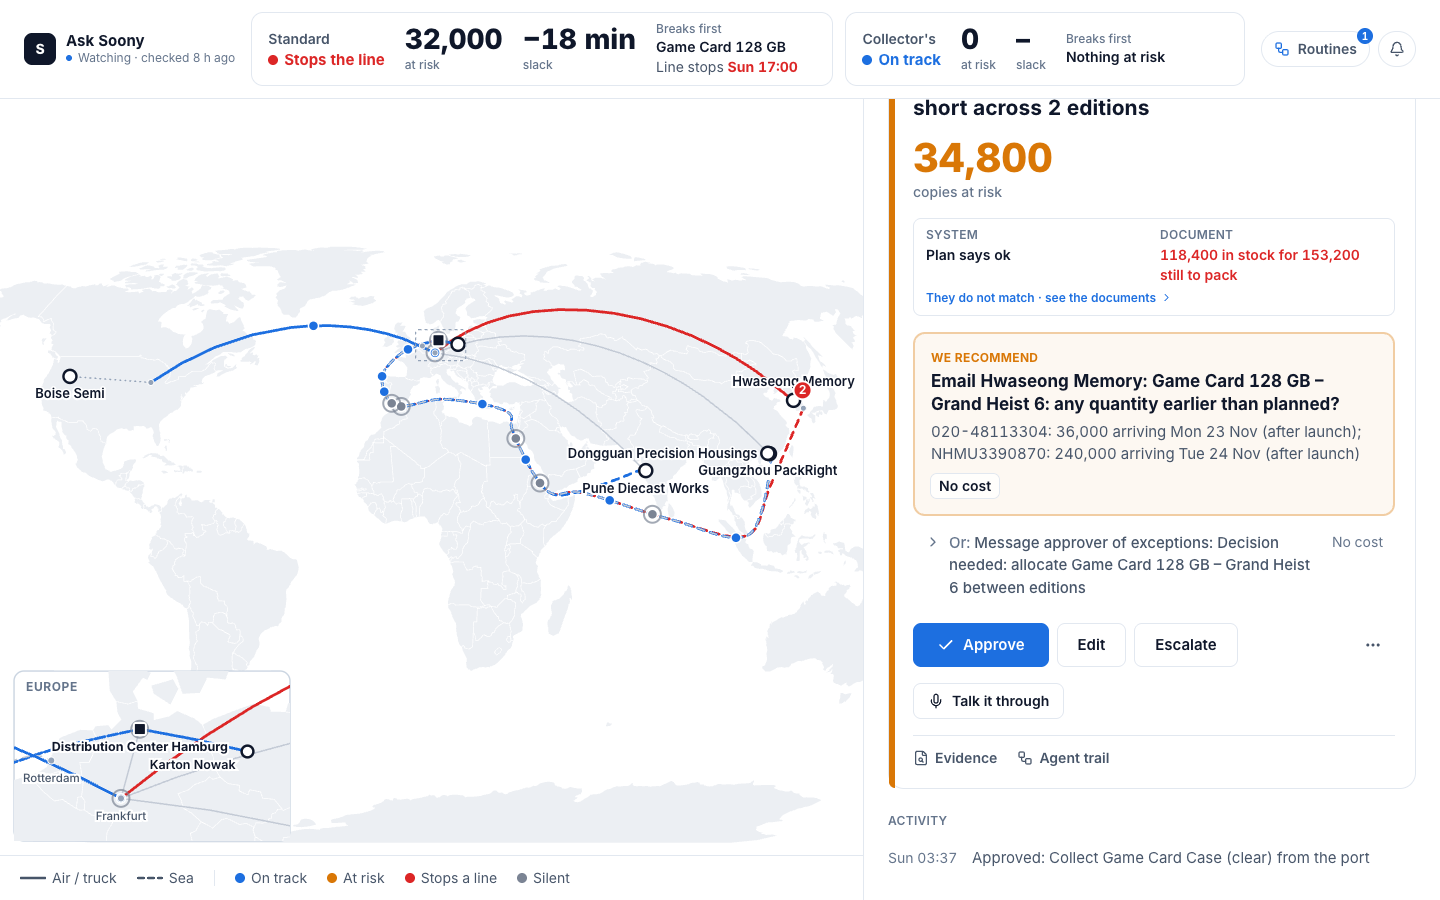 S
Ask Soony
Watching · checked 8 h ago
Standard
Stops the line
32,000
at risk
−18 min
slack
Breaks first
Game Card 128 GB
Line stops Sun 17:00
Collector's
On track
0
at risk
–
slack
Breaks first
Nothing at risk
Routines
1
short across 2 editions
34,800
copies at risk
SYSTEM
Plan says ok
DOCUMENT
118,400 in stock for 153,200
still to pack
They do not match · see the documents
WE RECOMMEND
Email Hwaseong Memory: Game Card 128 GB –
Grand Heist 6: any quantity earlier than planned?
020-48113304: 36,000 arriving Mon 23 Nov (after launch);
NHMU3390870: 240,000 arriving Tue 24 Nov (after launch)
No cost
Or: Message approver of exceptions: Decision
needed: allocate Game Card 128 GB – Grand Heist
6 between editions
No cost
Approve
Edit
Escalate
Talk it through
Evidence
Agent trail
ACTIVITY
Sun 03:37 Approved: Collect Game Card Case (clear) from the port
Boise Semi
Hwaseong Memory
2
Dongguan Precision Housings
Guangzhou PackRight
Pune Diecast Works
EUROPE
Distribution Center Hamburg
Karton Nowak
Rotterdam
Frankfurt
Air / truck
Sea
On track
At risk
Stops a line
Silent